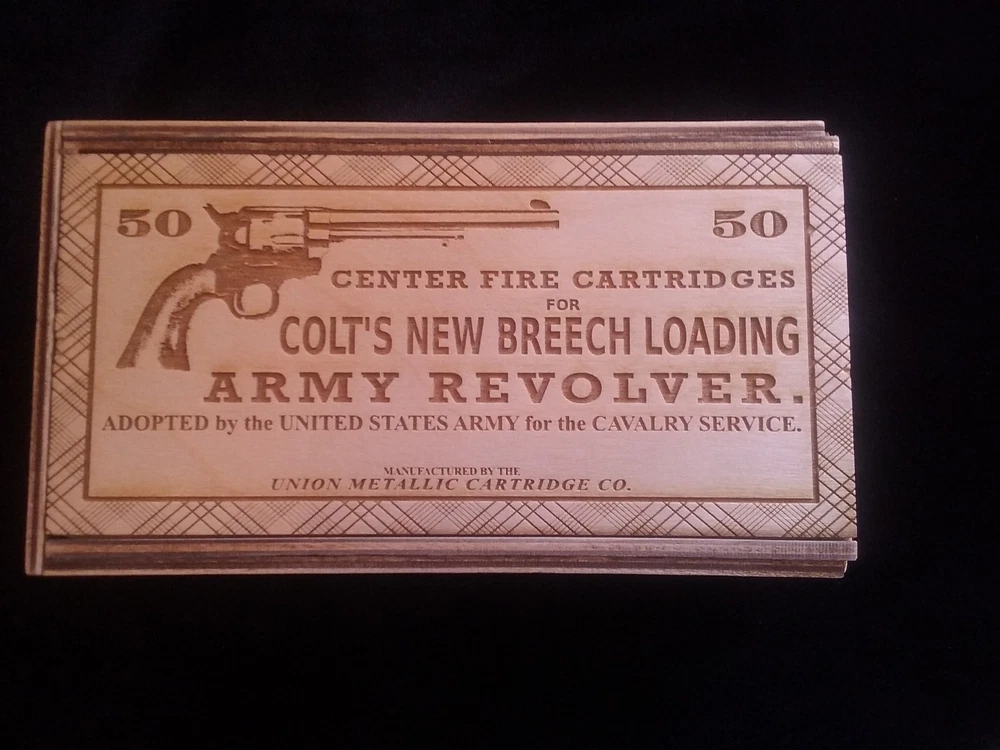 50 50
CENTER FIRE CARTRIDGES
FOR
COLT'S NEW BREECH LOADING
ARMY REVOLVER.
ADOPTED by the UNITED STATES ARMY for the CAVALRY SERVICE.
MANUFACTURED BY THE
UNION METALLIC CARTRIDGE CO.